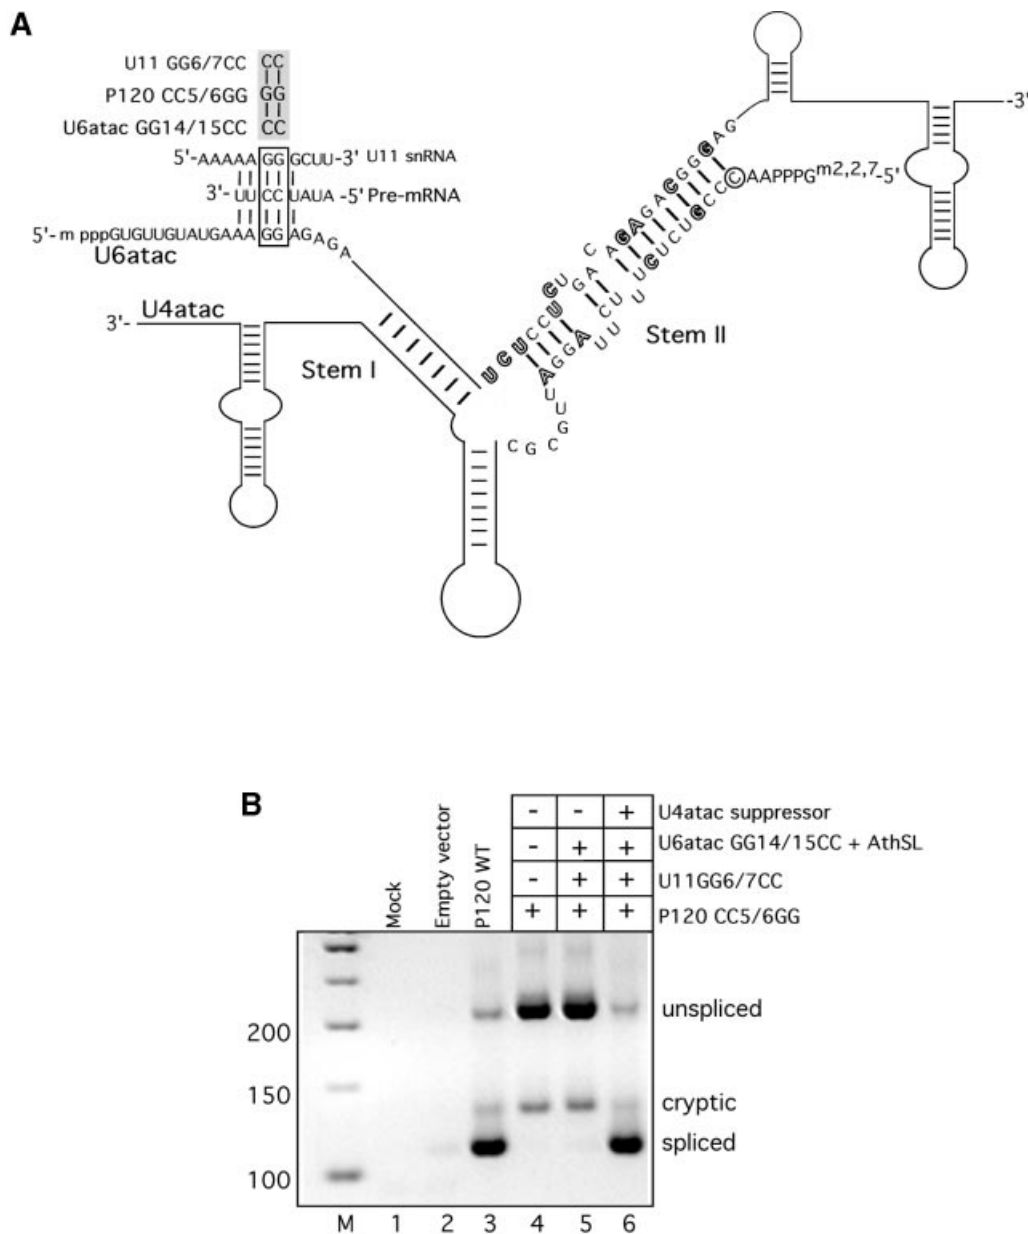 A
U11 GG6/7CC CC
P120 CC5/6GG GG
U6atac GG14/15CC CC
5'-AAAAA GG GCUU-3' U11 snRNA
3'-UU CC UAUA -5' Pre-mRNA
5'-m pppGUGUUGUAUGAAA GG AGAGA
U6atac
U4atac
3'-
Stem I
UCUCCUCUC
GAAGAGACGGGAG
-3'
CGCGUUAGGACUUUUUUCUCUGCCCCAAPPPGm2,2,7-5'
Stem II
B
Mock
Empty vector
P120 WT
- - + U4atac suppressor
- + + U6atac GG14/15CC + AthSL
- + + U11GG6/7CC
+ + + P120 CC5/6GG
unspliced
200
150
cryptic
spliced
100
M 1 2 3 4 5 6